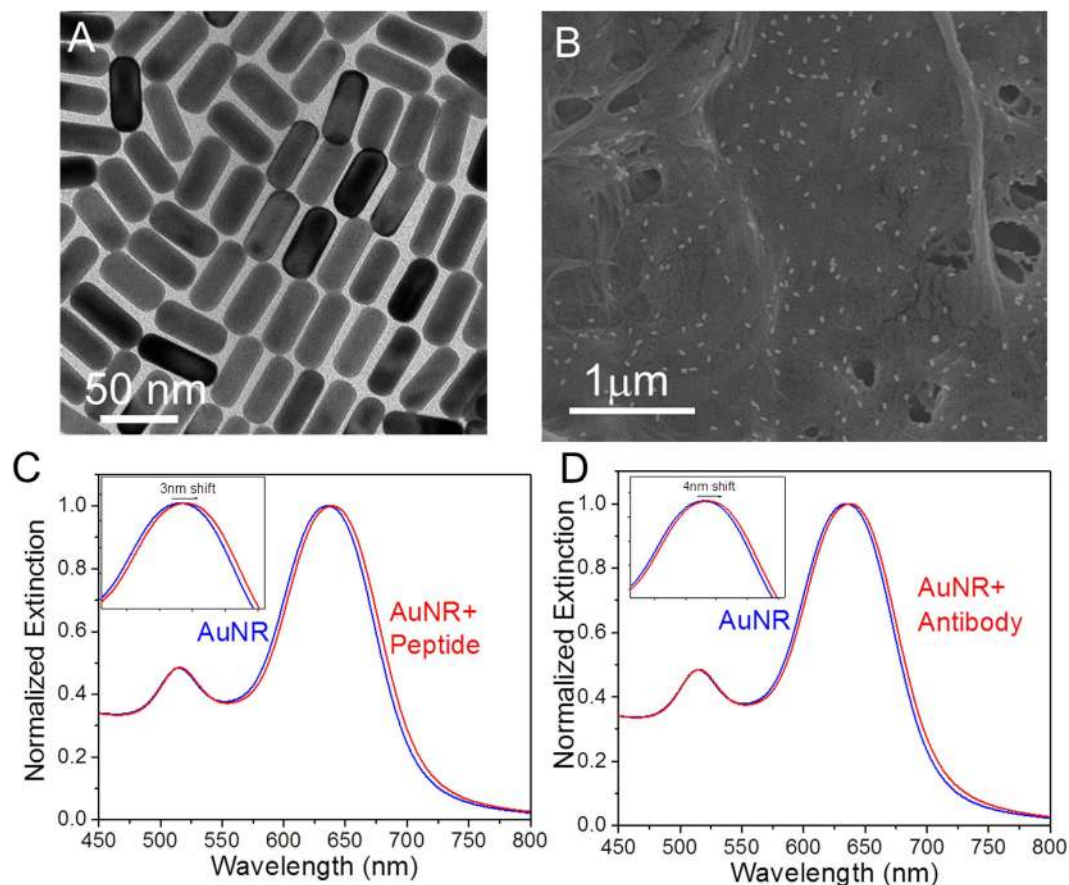 A
B
50 nm
1μm
C
D
3nm shift
AuNR
AuNR+
Peptide
Normalized Extinction
1.0
0.8
0.6
0.4
0.2
0.0
450 500 550 600 650 700 750 800
Wavelength (nm)
4nm shift
AuNR
AuNR+
Antibody
Normalized Extinction
1.0
0.8
0.6
0.4
0.2
0.0
450 500 550 600 650 700 750 800
Wavelength (nm)